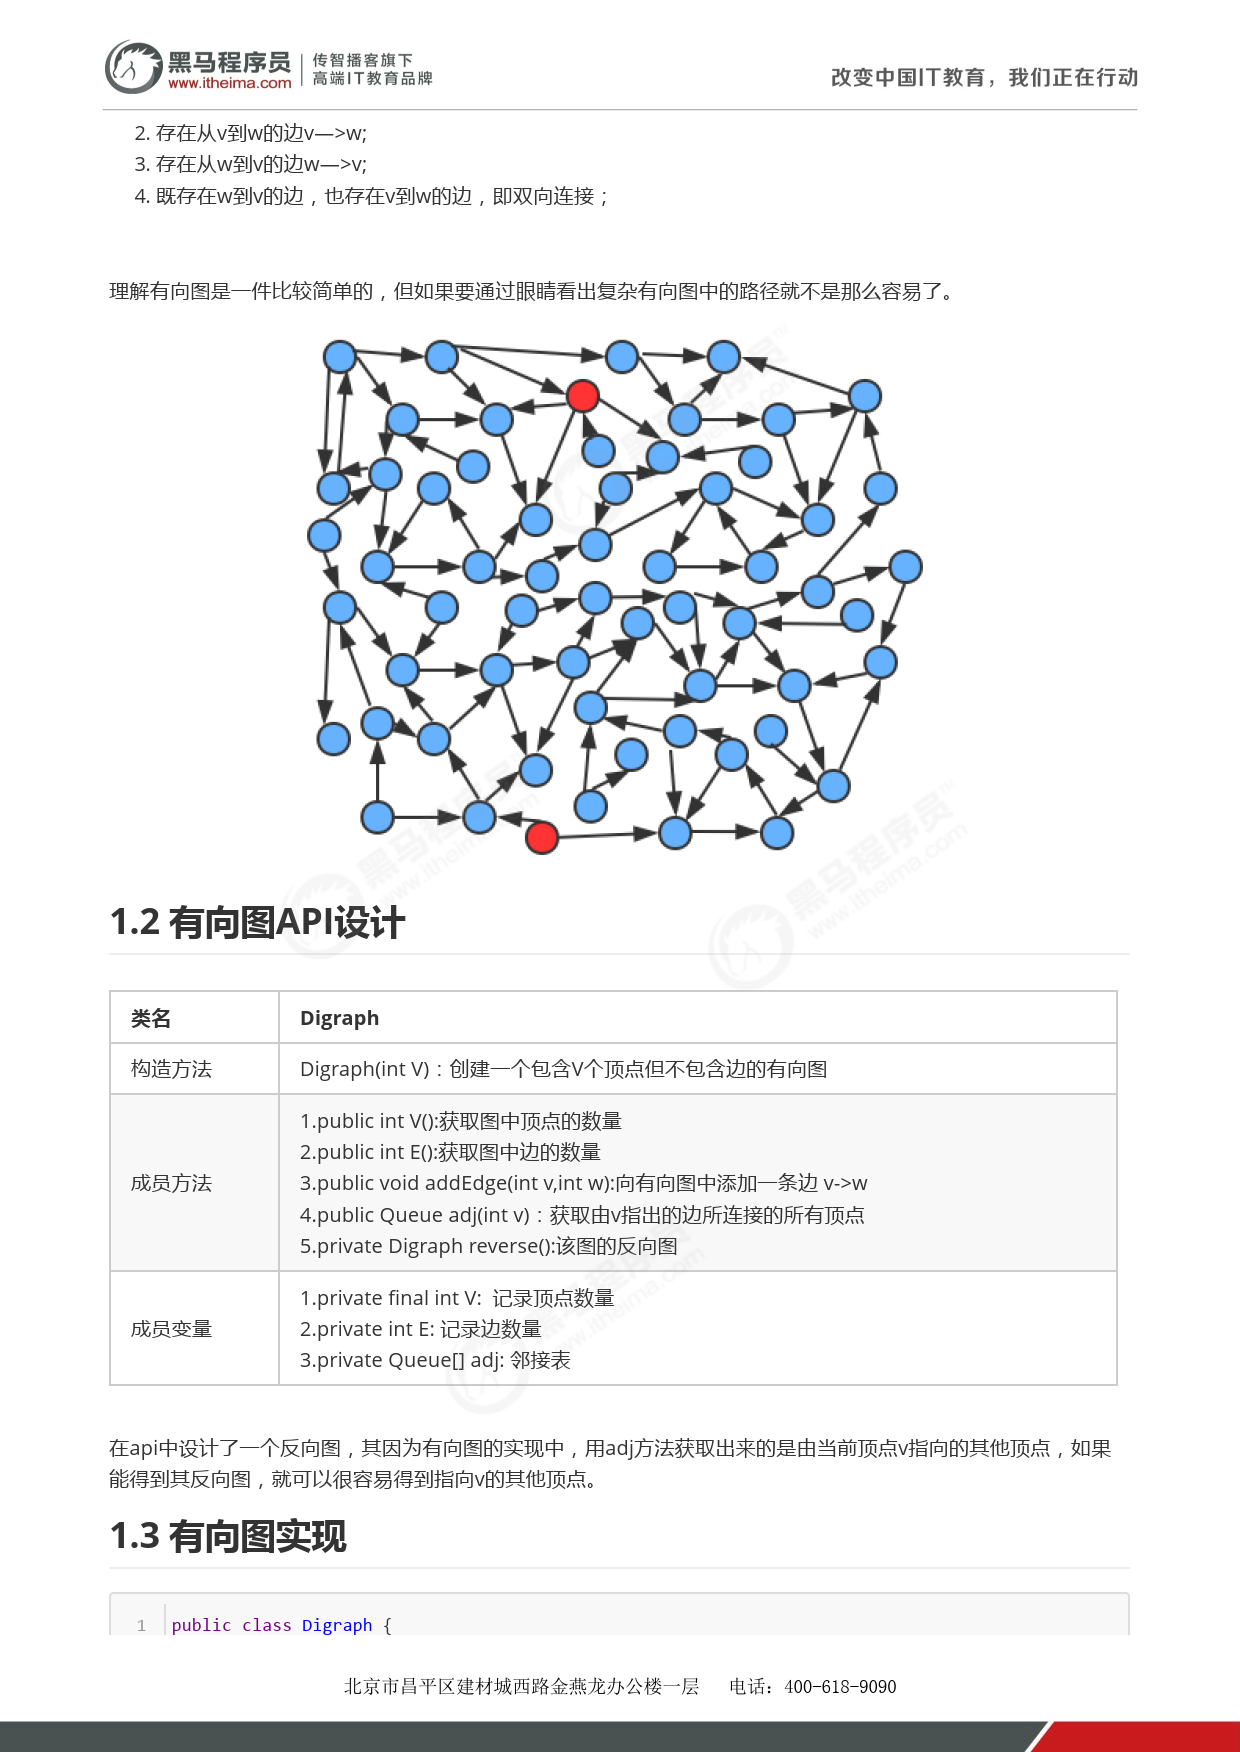 黑马程序员
www.itheima.com
传智播客旗下
高端IT教育品牌
改变中国IT教育，我们正在行动
2. 存在从v到w的边v—>w;
3. 存在从w到v的边w—>v;
4. 既存在w到v的边，也存在v到w的边，即双向连接；
理解有向图是一件比较简单的，但如果要通过眼睛看出复杂有向图中的路径就不是那么容易了。
1.2 有向图API设计
类名 Digraph
构造方法 Digraph(int V)：创建一个包含V个顶点但不包含边的有向图
成员方法
1.public int V():获取图中顶点的数量
2.public int E():获取图中边的数量
3.public void addEdge(int v,int w):向有向图中添加一条边 v->w
4.public Queue adj(int v)：获取由v指出的边所连接的所有顶点
5.private Digraph reverse():该图的反向图
成员变量
1.private final int V: 记录顶点数量
2.private int E: 记录边数量
3.private Queue[] adj: 邻接表
在api中设计了一个反向图，其因为有向图的实现中，用adj方法获取出来的是由当前顶点v指向的其他顶点，如果
能得到其反向图，就可以很容易得到指向v的其他顶点。
1.3 有向图实现
1 public class Digraph {
北京市昌平区建材城西路金燕龙办公楼一层 电话：400-618-9090